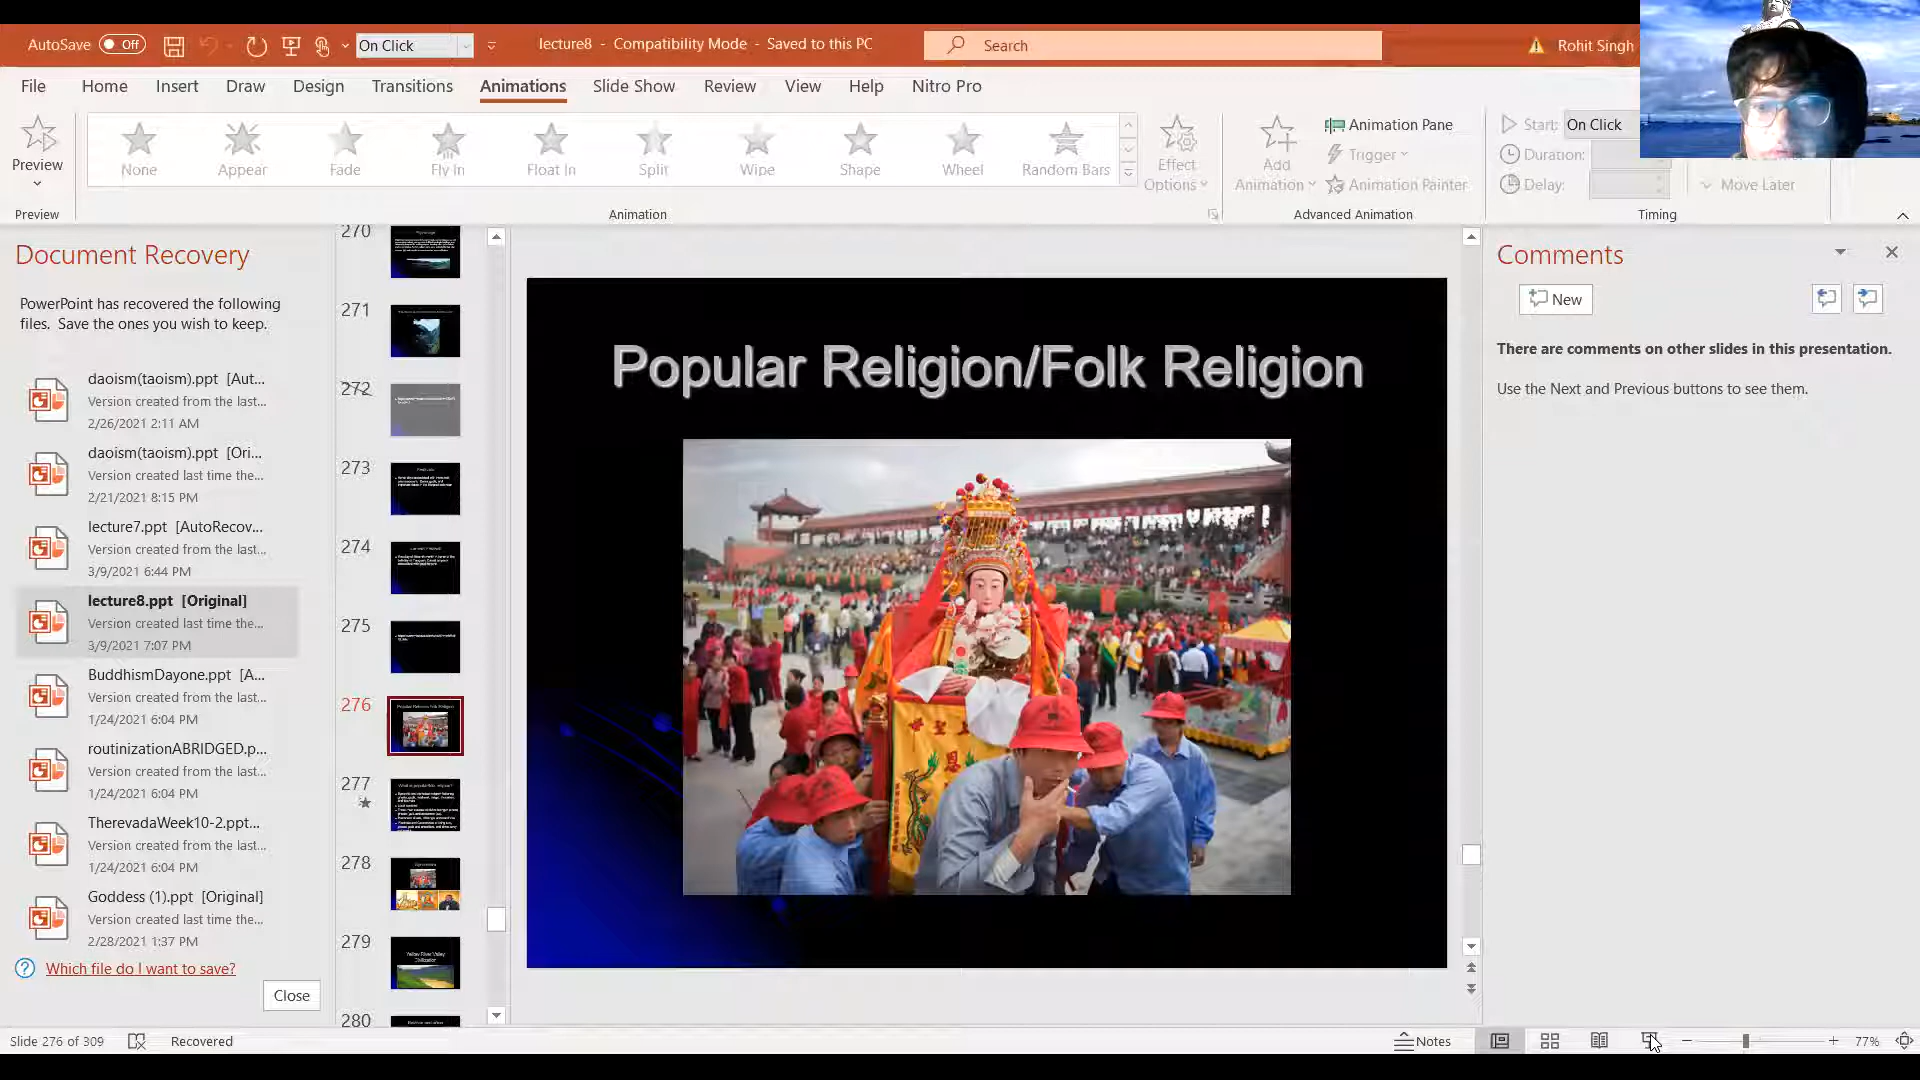 AutoSave Off On Click lecture8 - Compatibility Mode - Saved to this PC Search Rohit Singh
File Home Insert Draw Design Transitions Animations Slide Show Review View Help Nitro Pro
Preview
None Appear Fade Fly In Float In Split Wipe Shape Wheel Random Bars
Effect Options
Add Animation
Animation Pane
Trigger
Animation Painter
Start: On Click
Duration:
Delay:
Move Later
Preview Animation Advanced Animation Timing
Document Recovery
PowerPoint has recovered the following
files. Save the ones you wish to keep.
daoism(taoism).ppt [Aut...
Version created from the last...
2/26/2021 2:11 AM
daoism(taoism).ppt [Ori...
Version created last time the...
2/21/2021 8:15 PM
lecture7.ppt [AutoRecov...
Version created from the last...
3/9/2021 6:44 PM
lecture8.ppt [Original]
Version created last time the...
3/9/2021 7:07 PM
BuddhismDayone.ppt [A...
Version created from the last...
1/24/2021 6:04 PM
routinizationABRIDGED.p...
Version created from the last...
1/24/2021 6:04 PM
TherevadaWeek10-2.ppt...
Version created from the last...
1/24/2021 6:04 PM
Goddess (1).ppt [Original]
Version created last time the...
2/28/2021 1:37 PM
Which file do I want to save?
Close
270
271
272
273
274
275
276
277
278
279
Yellow River Valley
Civilization
280
Popular Religion/Folk Religion
Comments
New
There are comments on other slides in this presentation.
Use the Next and Previous buttons to see them.
Slide 276 of 309 Recovered Notes 77%